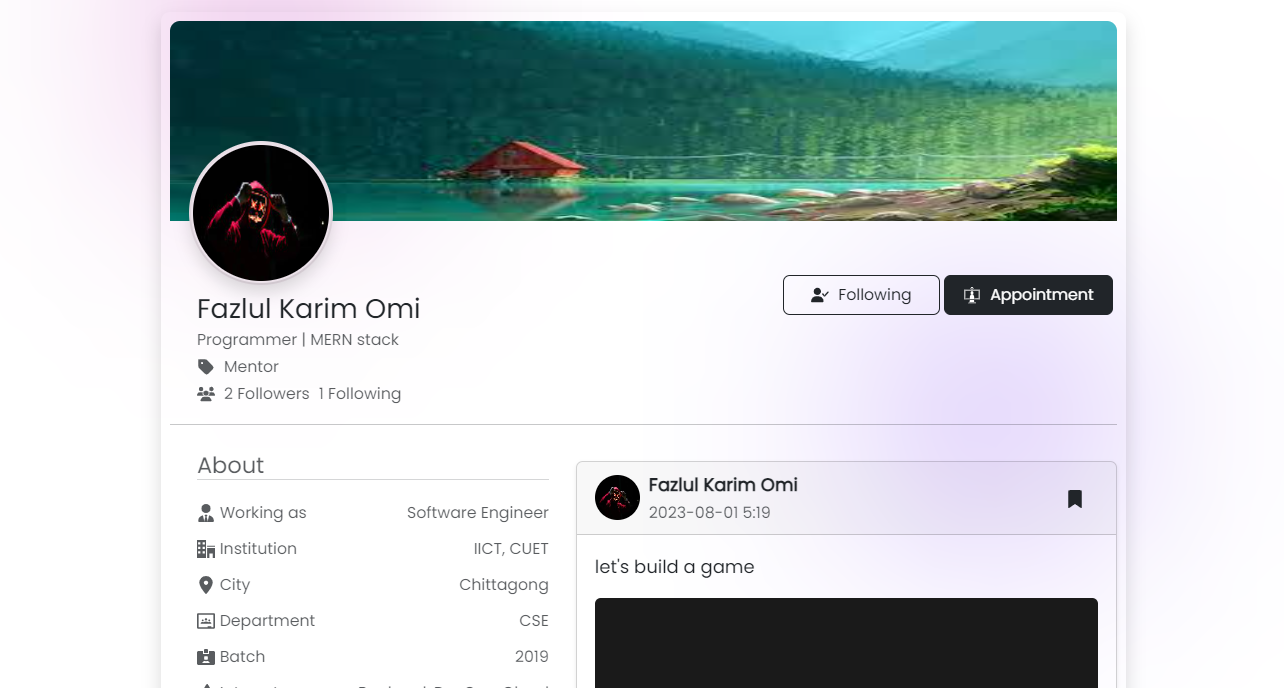 Following
Appointment
Fazlul Karim Omi
Programmer | MERN stack
Mentor
2 Followers 1 Following
About
Working as Software Engineer
Institution IICT, CUET
City Chittagong
Department CSE
Batch 2019
Fazlul Karim Omi
2023-08-01 5:19
let's build a game